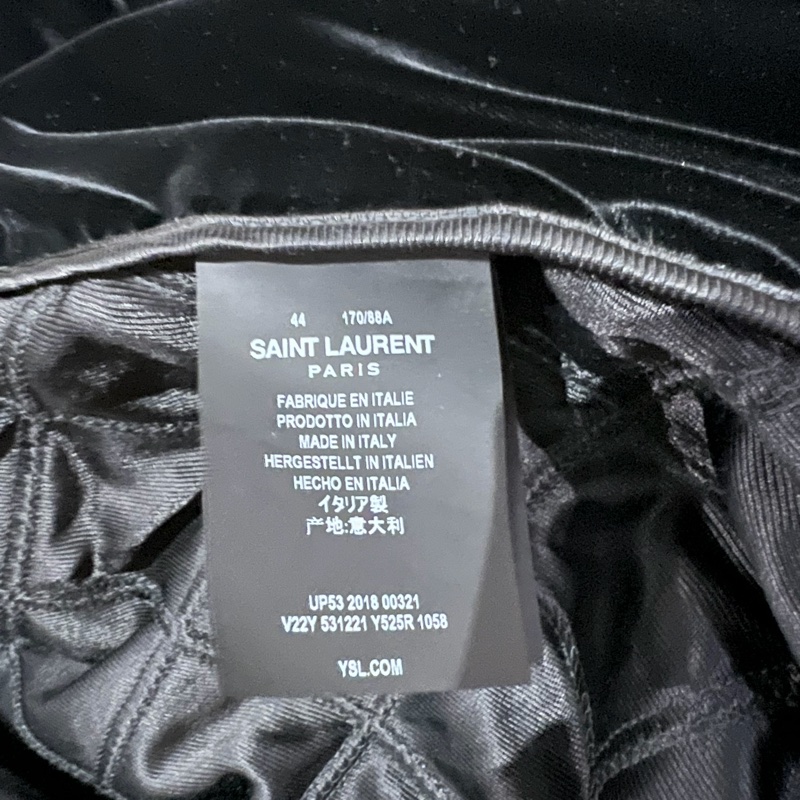 44 170/88A
SAINT LAURENT
PARIS
FABRIQUE EN ITALIE
PRODOTTO IN ITALIA
MADE IN ITALY
HERGESTELLT IN ITALIEN
HECHO EN ITALIA
イタリア製
产地:意大利
UP53 2018 00321
V22Y 531221 Y525R 1058
YSL.COM